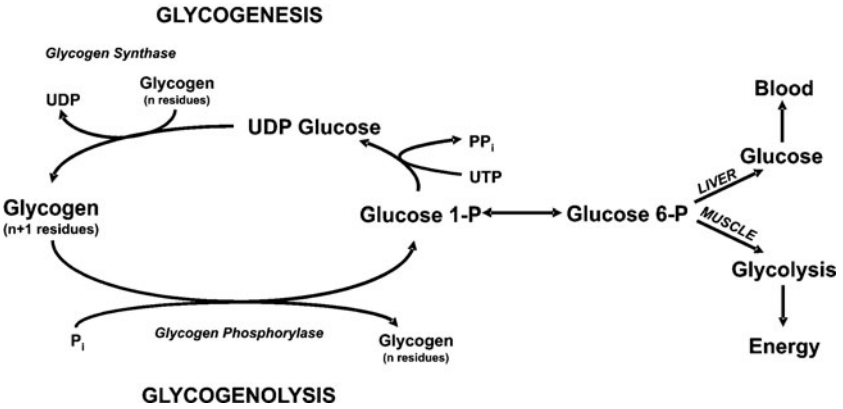 GLYCOGENESIS
Glycogen Synthase
Glycogen
(n residues)
UDP
UDP Glucose
PPi
UTP
Blood
Glucose
LIVER
Glycogen
(n+1 residues)
Glucose 1-P
Glucose 6-P
MUSCLE
Glycolysis
Energy
Pi
Glycogen Phosphorylase
Glycogen
(n residues)
GLYCOGENOLYSIS